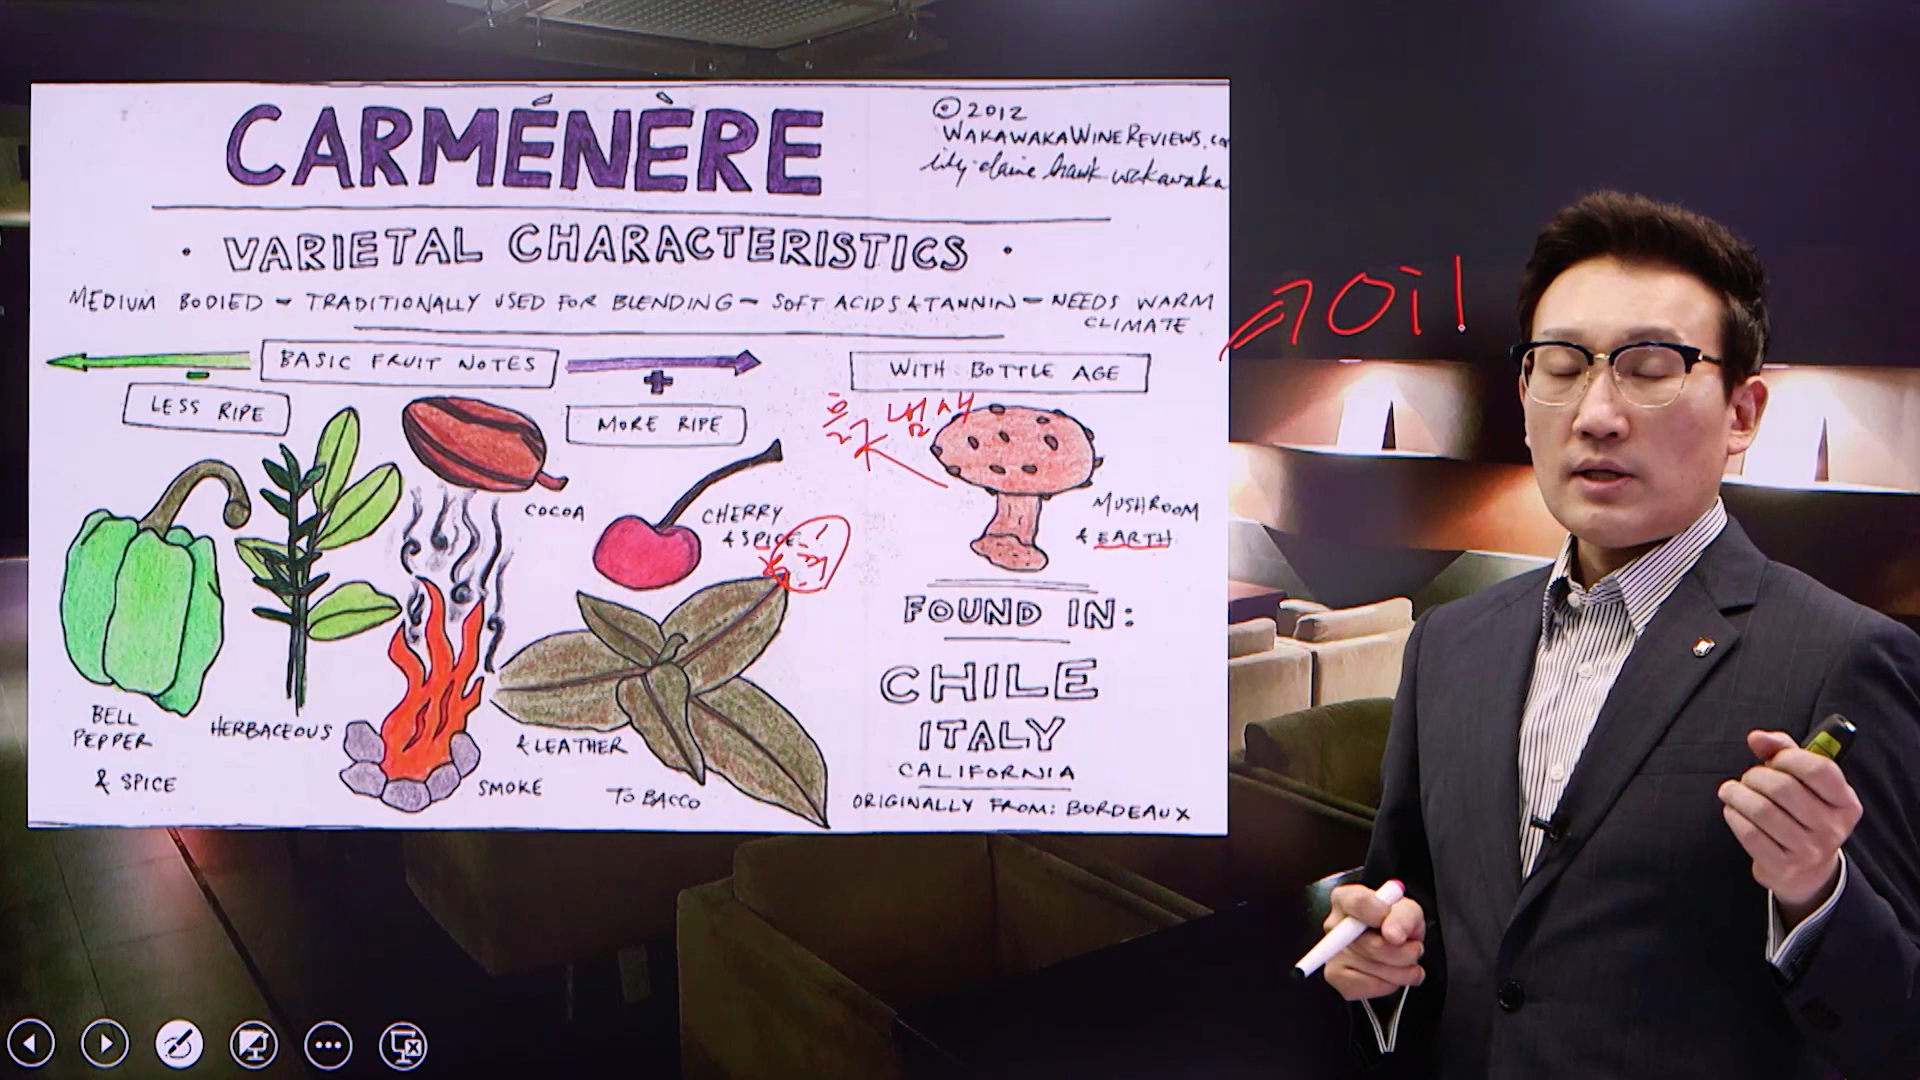 CARMÉNÈRE
© 2012
WAKAWAKAWINEREVIEWS.CO
· VARIETAL CHARACTERISTICS ·
MEDIUM BODIED - TRADITIONALLY USED FOR BLENDING - SOFT ACIDS & TANNIN - NEEDS WARM
CLIMATE
Oil
BASIC FRUIT NOTES
WITH BOTTLE AGE
-
+
LESS RIPE
MORE RIPE
흙 냄새
COCOA
CHERRY
& SPICE
MUSHROOM
& EARTH
FOUND IN:
CHILE
ITALY
CALIFORNIA
ORIGINALLY FROM: BORDEAUX
BELL
PEPPER
& SPICE
HERBACEOUS
SMOKE
& LEATHER
TOBACCO